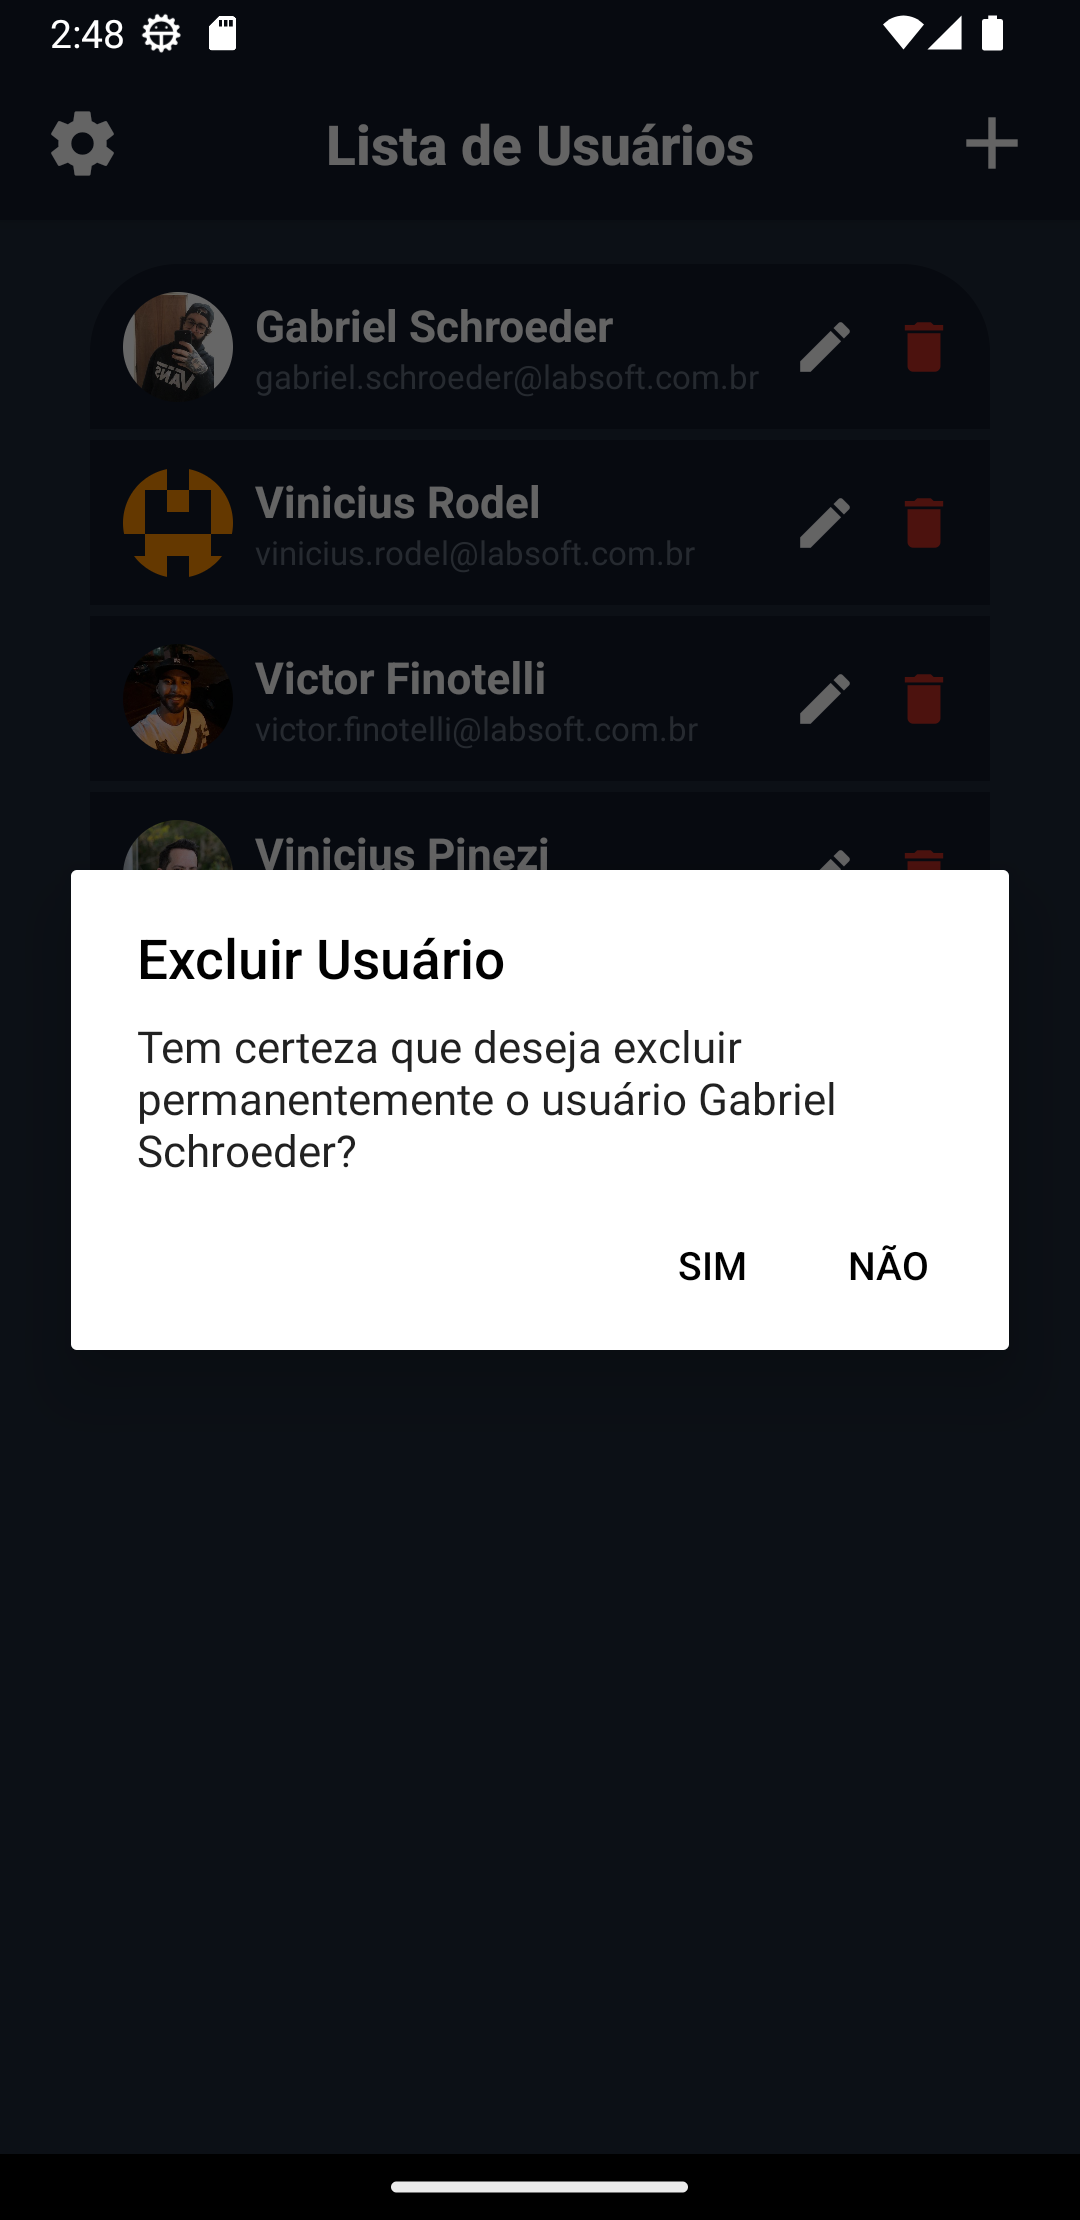 2:48
Lista de Usuários
Gabriel Schroeder
gabriel.schroeder@labsoft.com.br
Vinicius Rodel
vinicius.rodel@labsoft.com.br
Victor Finotelli
victor.finotelli@labsoft.com.br
Vinicius Pinezi
Excluir Usuário
Tem certeza que deseja excluir
permanentemente o usuário Gabriel
Schroeder?
SIM NÃO